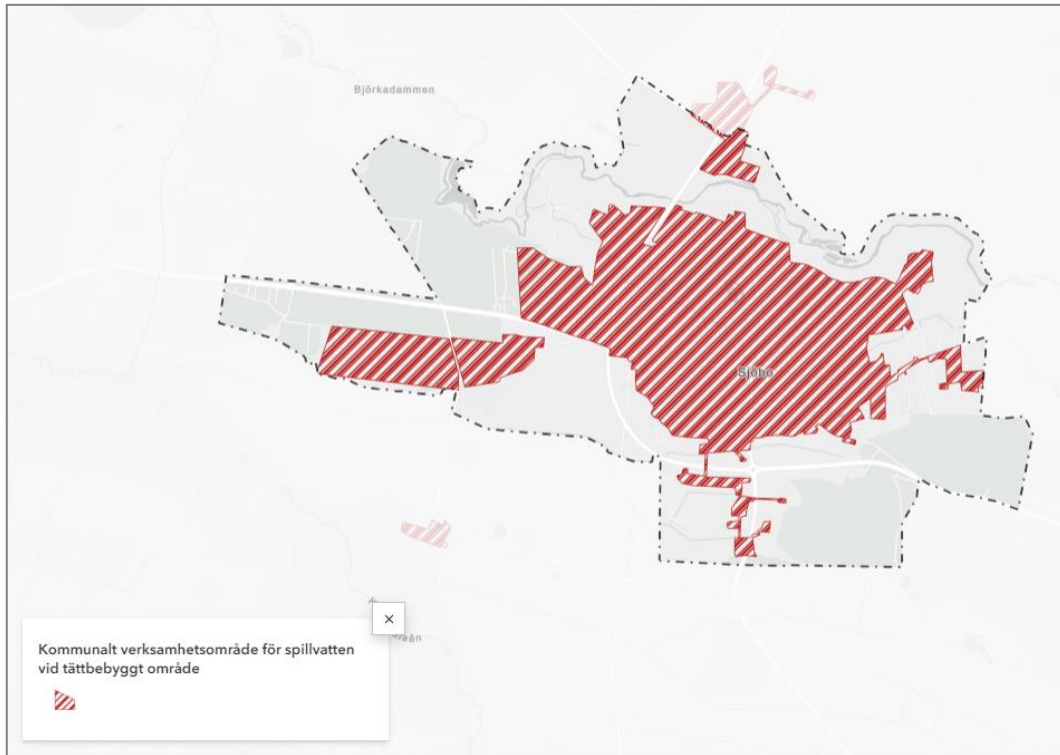 Björkadammen
Sjöbo
Kommunalt verksamhetsområde för spillvatten
vid tättbebyggt område